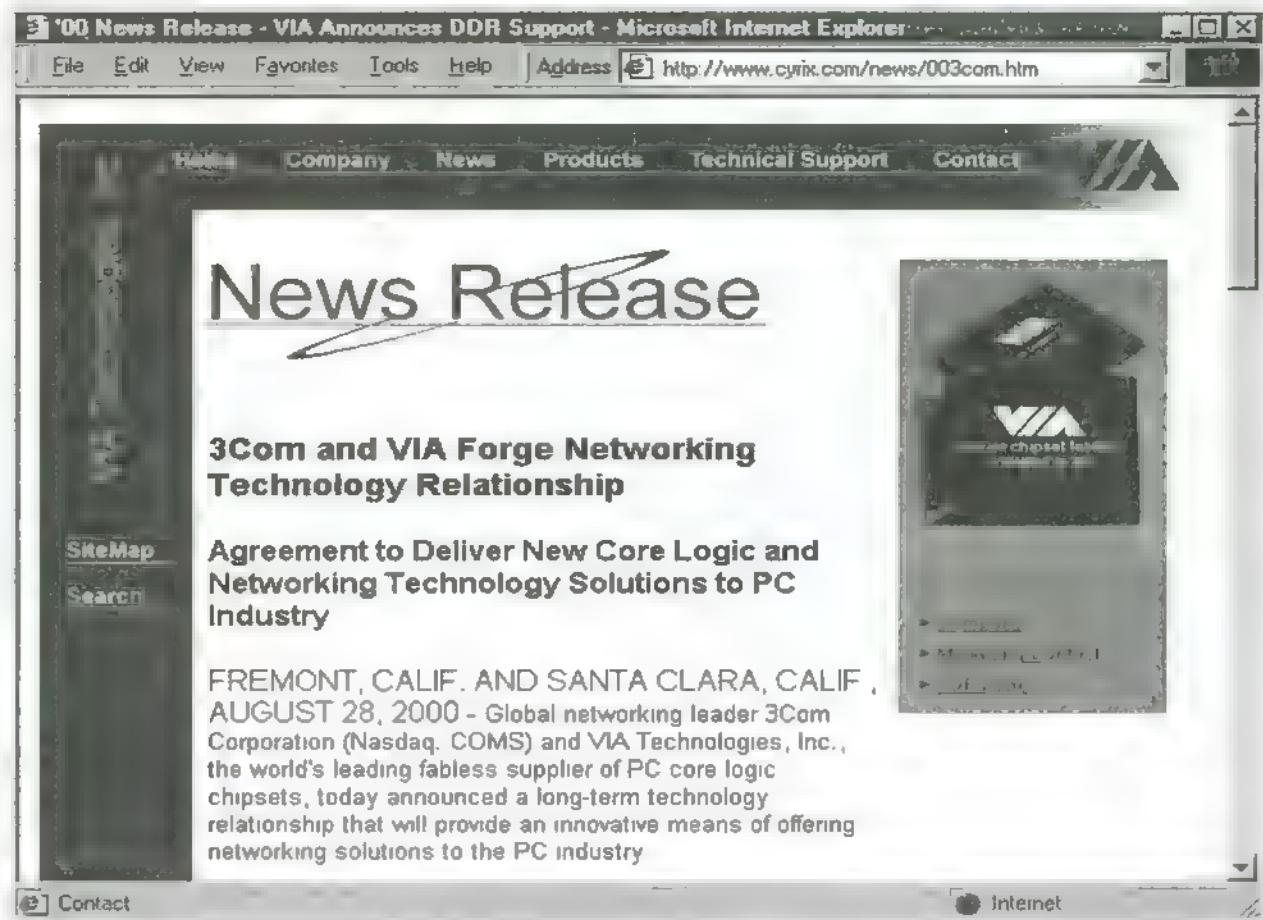 '00 News Release - VIA Announces DDR Support - Microsoft Internet Explorer
File Edit View Favorites Tools Help Address http://www.cyrix.com/news/003com.htm
Home Company News Products Technical Support Contact
VIA
News Release
VIA
3Com and VIA Forge Networking
Technology Relationship
SiteMap
Search
Agreement to Deliver New Core Logic and
Networking Technology Solutions to PC
Industry
FREMONT, CALIF. AND SANTA CLARA, CALIF ,
AUGUST 28, 2000 - Global networking leader 3Com
Corporation (Nasdaq. COMS) and VIA Technologies, Inc.,
the world's leading fabless supplier of PC core logic
chipsets, today announced a long-term technology
relationship that will provide an innovative means of offering
networking solutions to the PC industry
Contact Internet